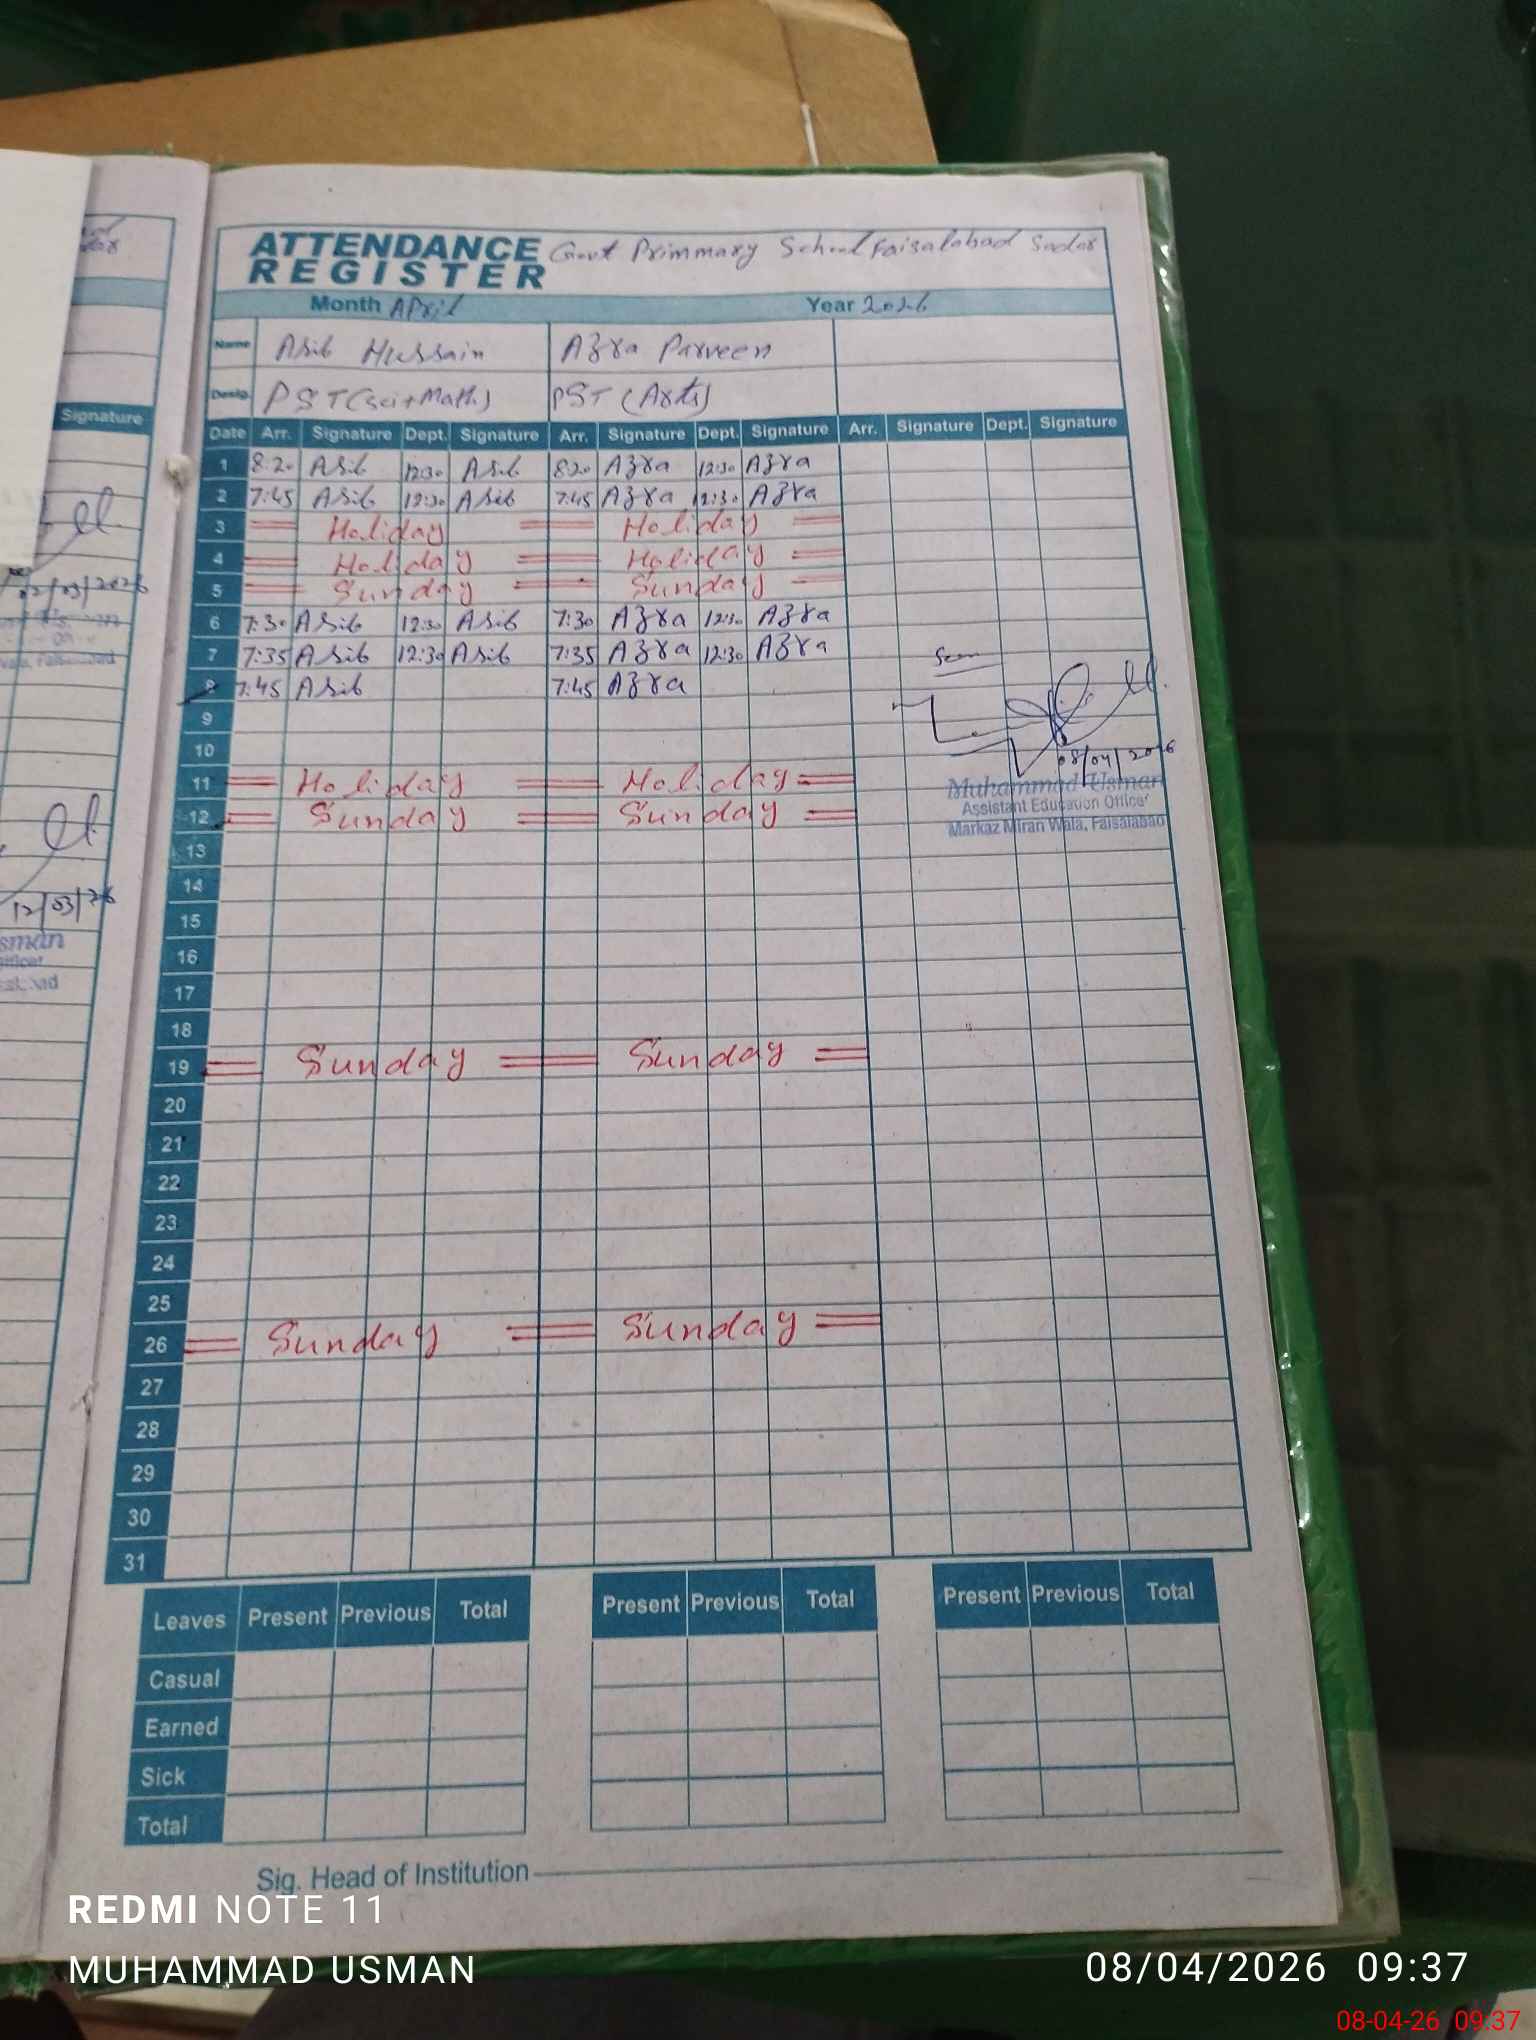 ATTENDANCE REGISTER Govt Primmary School Faisalabad Sadar
Month April Year 2026
Name Asib Hussain Azra Parveen
Desig. PST(Sci+Math) PST (Arts)
Date Arr. Signature Dept. Signature Arr. Signature Dept. Signature Arr. Signature Dept. Signature
1 8:20 Asib 12:30 Asib 8:20 Azra 12:30 Azra
2 7:45 Asib 12:30 Asib 7:45 Azra 12:30 Azra
3 = Holiday = Holiday =
4 = Holiday = Holiday =
5 = Sunday = Sunday =
6 7:30 Asib 12:30 Asib 7:30 Azra 12:30 Azra
7 7:35 Asib 12:30 Asib 7:35 Azra 12:30 Azra
Seen
8 7:45 Asib 7:45 Azra
9
10
08/04/2026
11 = Holiday = Holiday =
Muhammad Usman
Assistant Education Officer
12 = Sunday = Sunday =
Markaz Miran Wala, Faisalabad
13
14
15
16
17
18
19 = Sunday = Sunday =
20
21
22
23
24
25
26 = Sunday = Sunday =
27
28
29
30
31
Leaves Present Previous Total Present Previous Total Present Previous Total
Casual
Earned
Sick
Total
Sig. Head of Institution
Signature
02/03/2026
12/03/26
REDMI NOTE 11
MUHAMMAD USMAN
08/04/2026 09:37
08-04-26 09:37